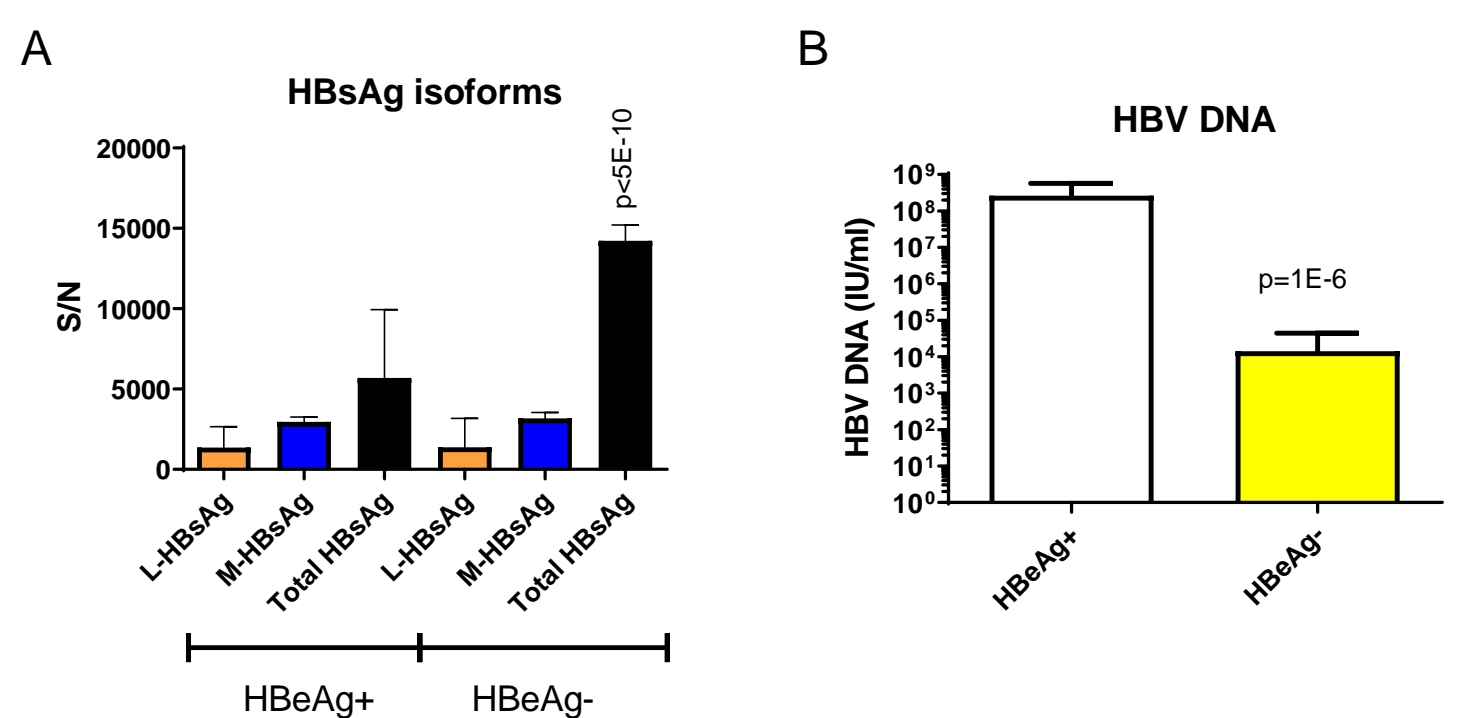 A
HBsAg isoforms
p<5E-10
20000
15000
10000
5000
0
S/N
L-HBsAg
M-HBsAg
Total HBsAg
L-HBsAg
M-HBsAg
Total HBsAg
HBeAg+
HBeAg-
B
HBV DNA
10⁹
10⁸
10⁷
10⁶
10⁵
10⁴
10³
10²
10¹
10⁰
HBV DNA (IU/ml)
p=1E-6
HBeAg+
HBeAg-